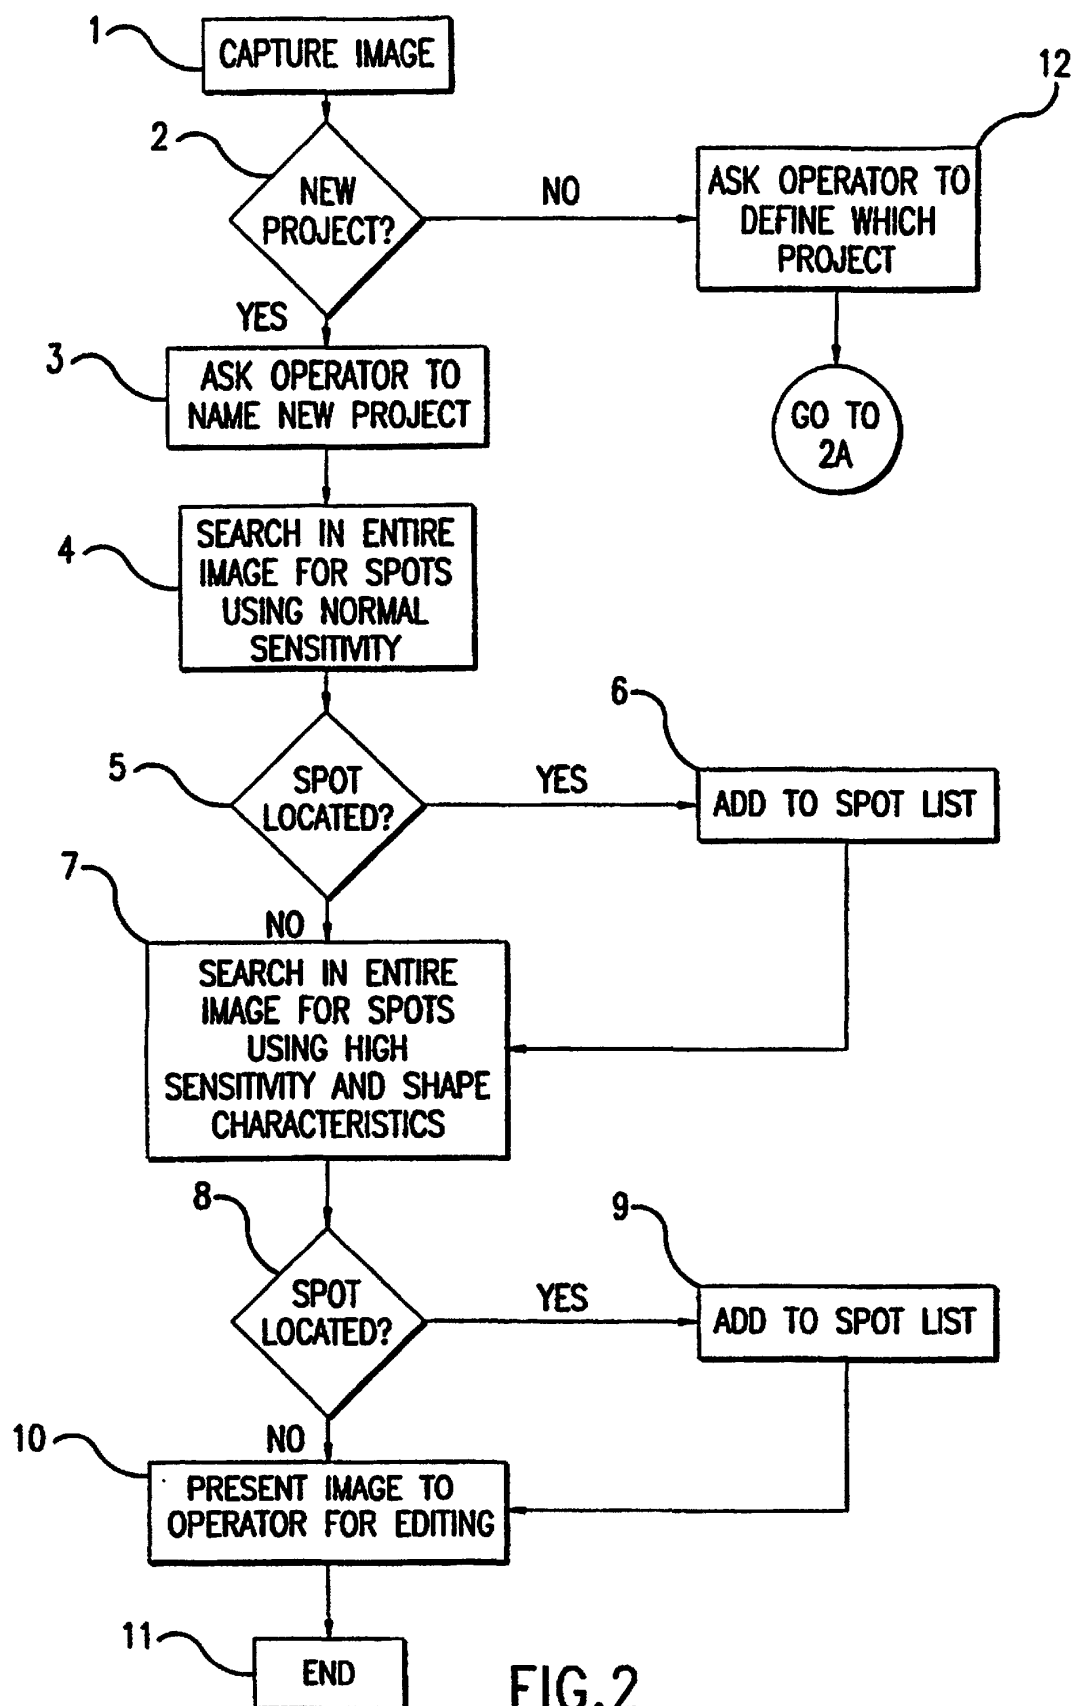 1
CAPTURE IMAGE
2
NEW
PROJECT?
NO
12
ASK OPERATOR TO
DEFINE WHICH
PROJECT
GO TO
2A
YES
3
ASK OPERATOR TO
NAME NEW PROJECT
4
SEARCH IN ENTIRE
IMAGE FOR SPOTS
USING NORMAL
SENSITIVITY
5
SPOT
LOCATED?
YES
6
ADD TO SPOT LIST
NO
7
SEARCH IN ENTIRE
IMAGE FOR SPOTS
USING HIGH
SENSITIVITY AND SHAPE
CHARACTERISTICS
8
SPOT
LOCATED?
YES
9
ADD TO SPOT LIST
NO
10
PRESENT IMAGE TO
OPERATOR FOR EDITING
11
END
FIG.2